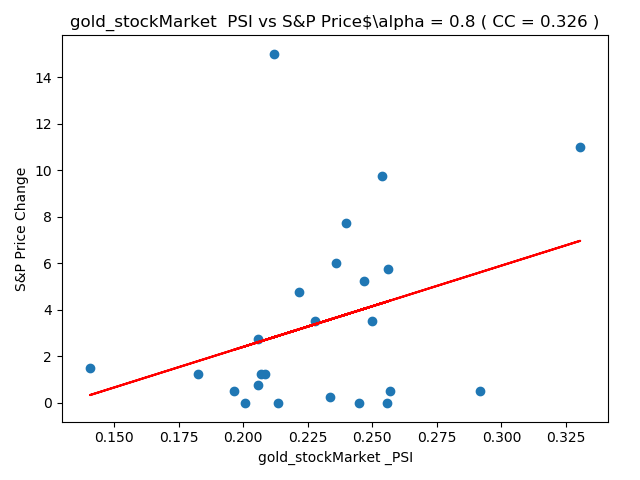 gold_stockMarket  PSI vs S&P Price$\alpha = 0.8 ( CC = 0.326 )
S&P Price Change
14
12
10
8
6
4
2
0
0.150 0.175 0.200 0.225 0.250 0.275 0.300 0.325
gold_stockMarket _PSI